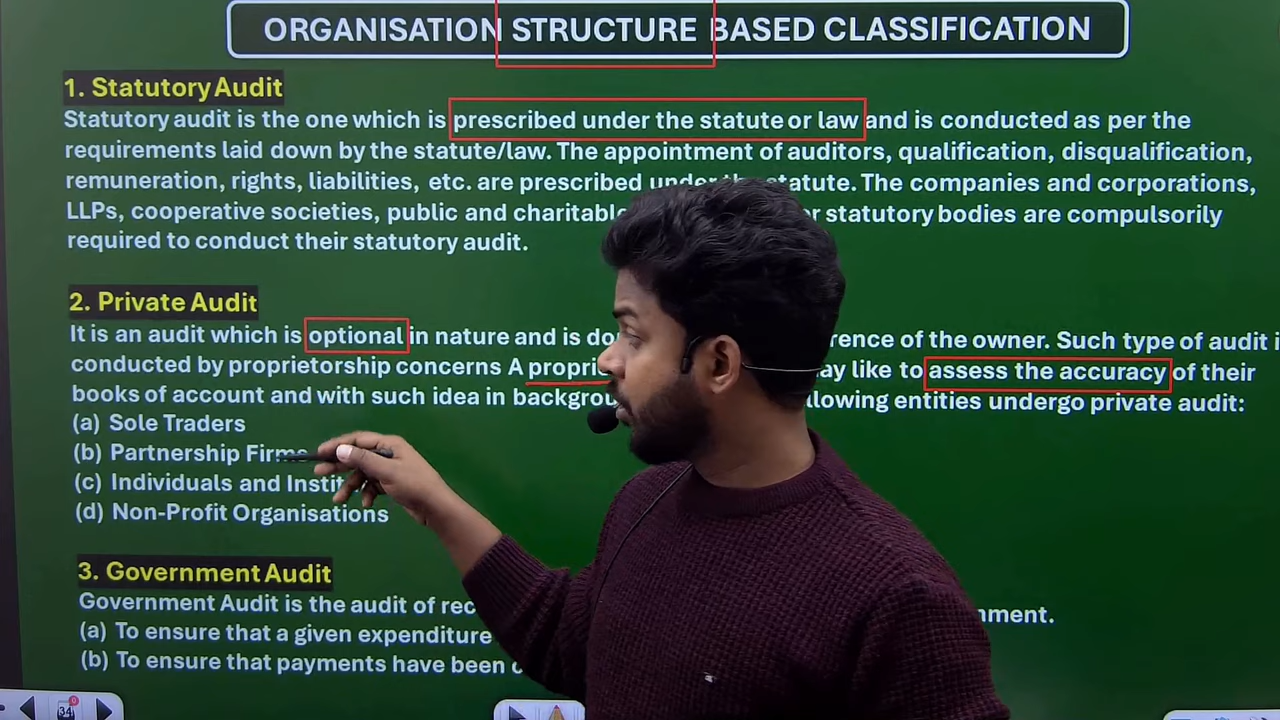 ORGANISATION STRUCTURE BASED CLASSIFICATION
1. Statutory Audit
Statutory audit is the one which is prescribed under the statute or law and is conducted as per the
requirements laid down by the statute/law. The appointment of auditors, qualification, disqualification,
remuneration, rights, liabilities, etc. are prescribed under the statute. The companies and corporations,
LLPs, cooperative societies, public and charitable or statutory bodies are compulsorily
required to conduct their statutory audit.
2. Private Audit
It is an audit which is optional in nature and is of the owner. Such type of audit
conducted by proprietorship concerns A like to assess the accuracy of their
books of account and with such idea in entities undergo private audit:
(a) Sole Traders
(b) Partnership Firms
(c) Individuals and
(d) Non-Profit Organisations
3. Government Audit
Government Audit is the audit of
(a) To ensure that a given expenditure
(b) To ensure that payments have been
34